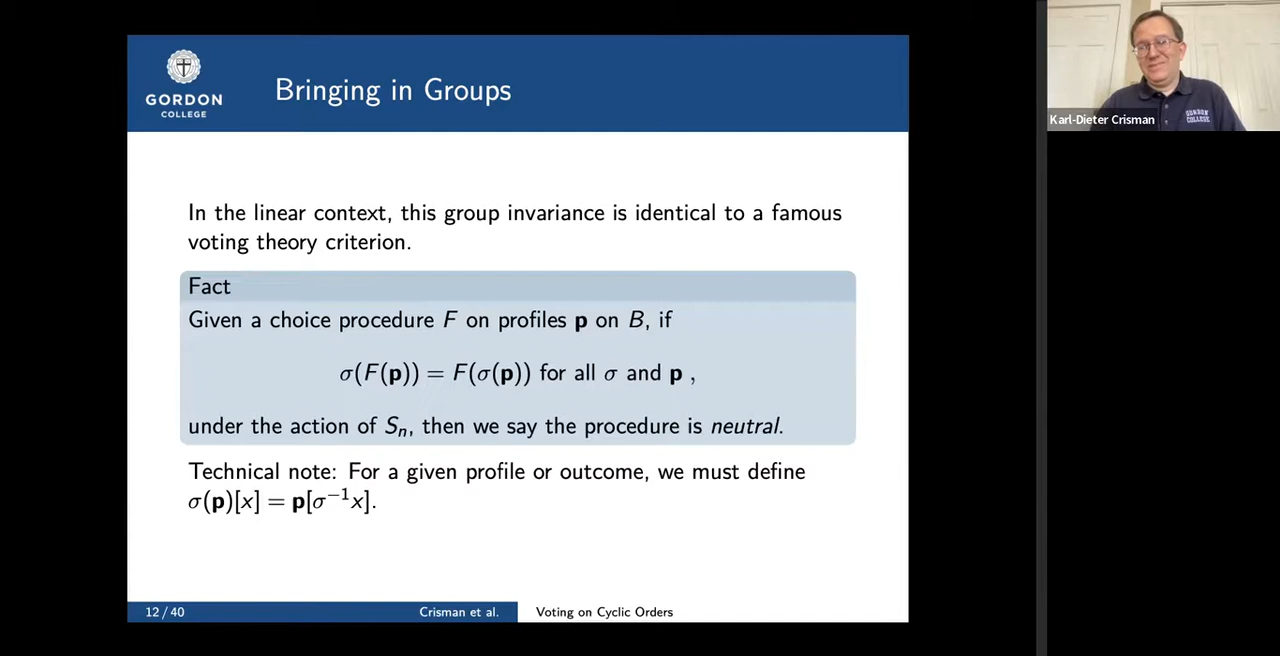 GORDON
COLLEGE
Bringing in Groups
In the linear context, this group invariance is identical to a famous
voting theory criterion.
Fact
Given a choice procedure F on profiles p on B, if
σ(F(p)) = F(σ(p)) for all σ and p ,
under the action of Sₙ, then we say the procedure is neutral.
Technical note: For a given profile or outcome, we must define
σ(p)[x] = p[σ⁻¹x].
12 / 40
Crisman et al.
Voting on Cyclic Orders
GORDON
COLLEGE
Karl-Dieter Crisman